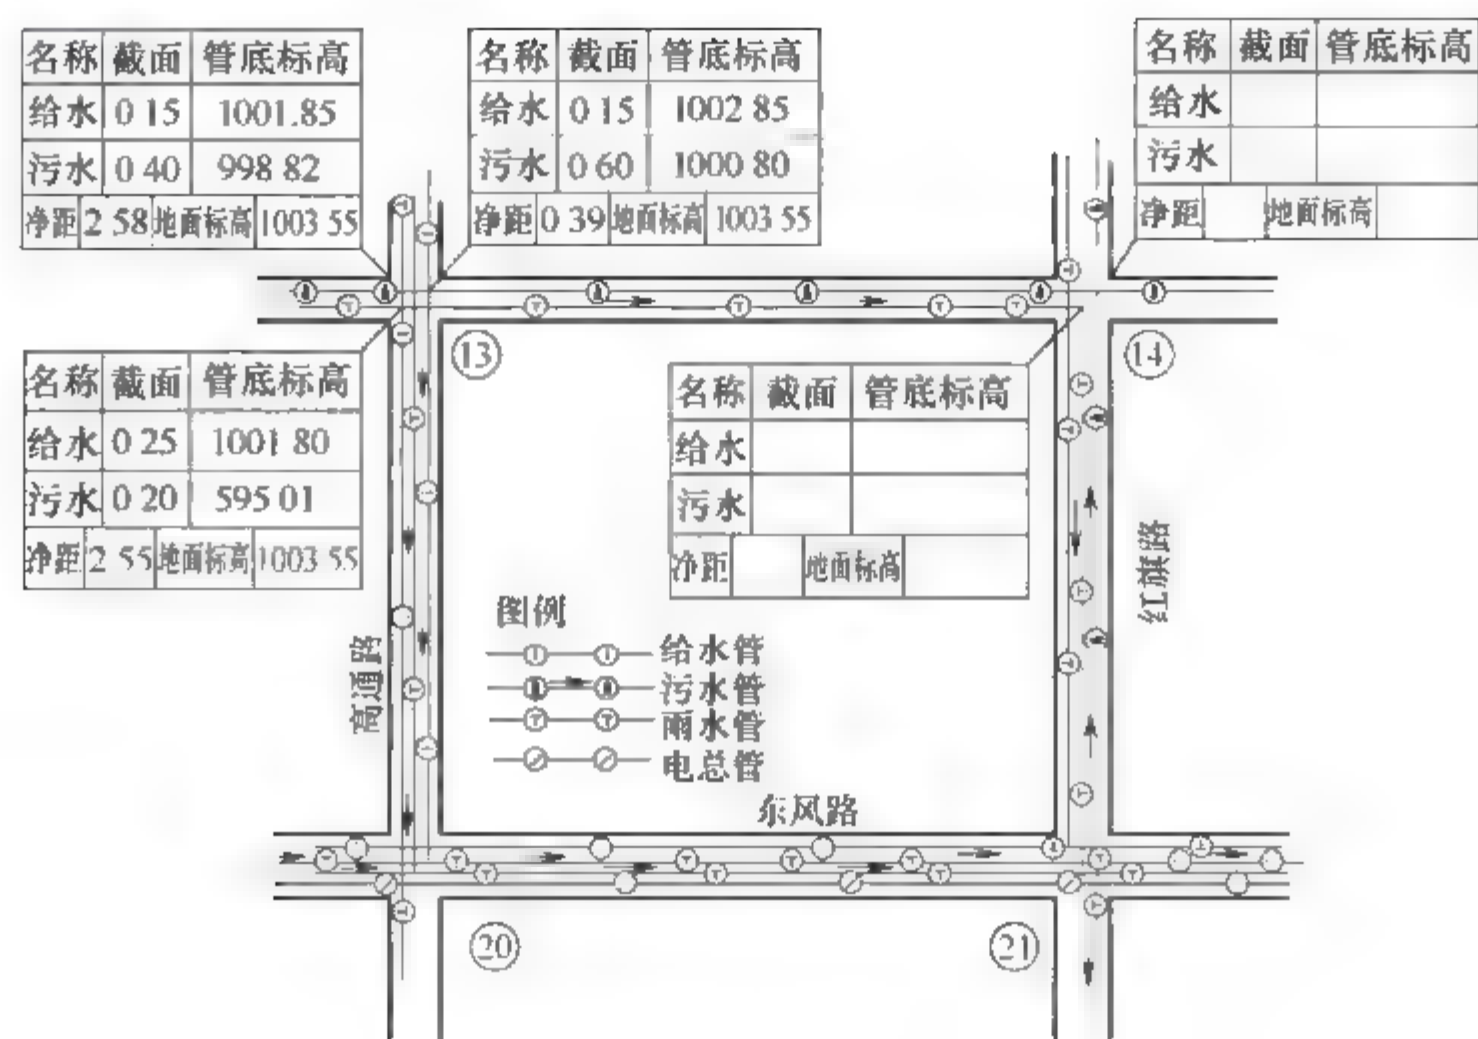 名称 截面 管底标高
给水 0 15 1001.85
污水 0 40 998 82
净距 2 58 地面标高 1003 55
名称 截面 管底标高
给水 0 15 1002 85
污水 0 60 1000 80
净距 0 39 地面标高 1003 55
名称 截面 管底标高
给水
污水
净距 地面标高
13
14
名称 截面 管底标高
给水 0 25 1001 80
污水 0 20 595 01
净距 2 55 地面标高 1003 55
名称 截面 管底标高
给水
污水
净距 地面标高
红旗路
高通路
图例
给水管
污水管
雨水管
电总管
东风路
20
21